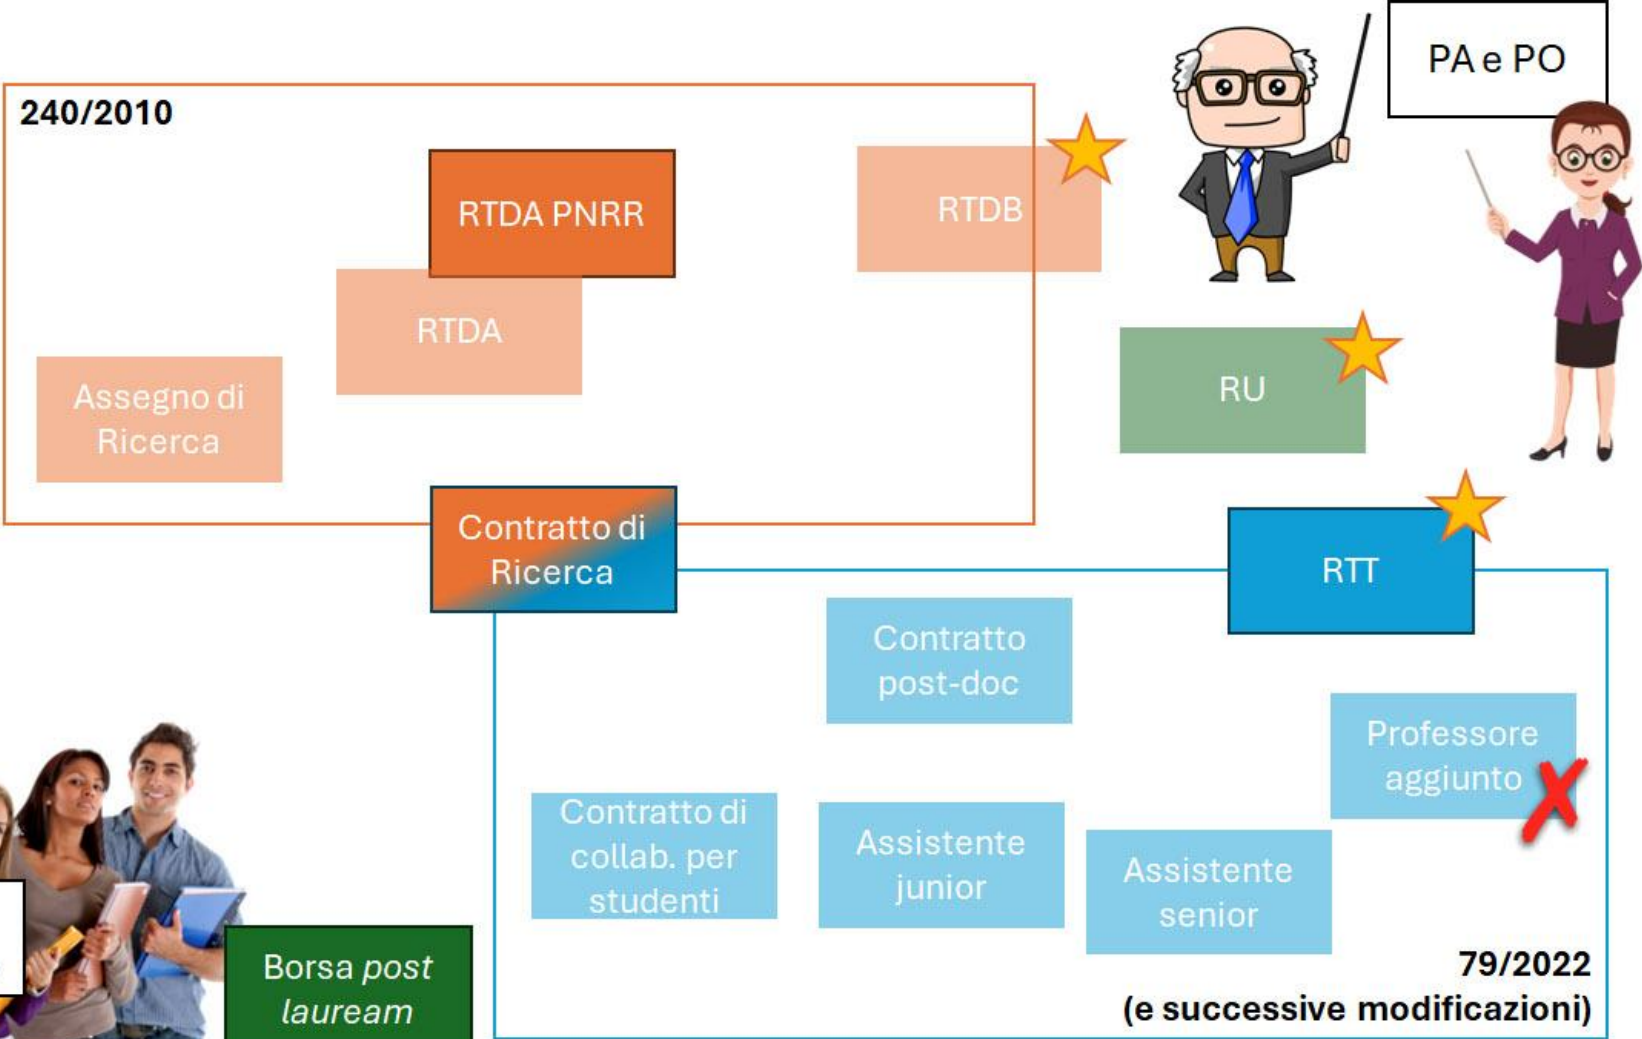 PA e PO
240/2010
RTDA PNRR
RTDB
RTDA
RU
Assegno di
Ricerca
Contratto di
Ricerca
RTT
Contratto
post-doc
Professore
aggiunto
Contratto di
collab. per
studenti
Assistente
junior
Assistente
senior
Borsa post
lauream
79/2022
(e successive modificazioni)